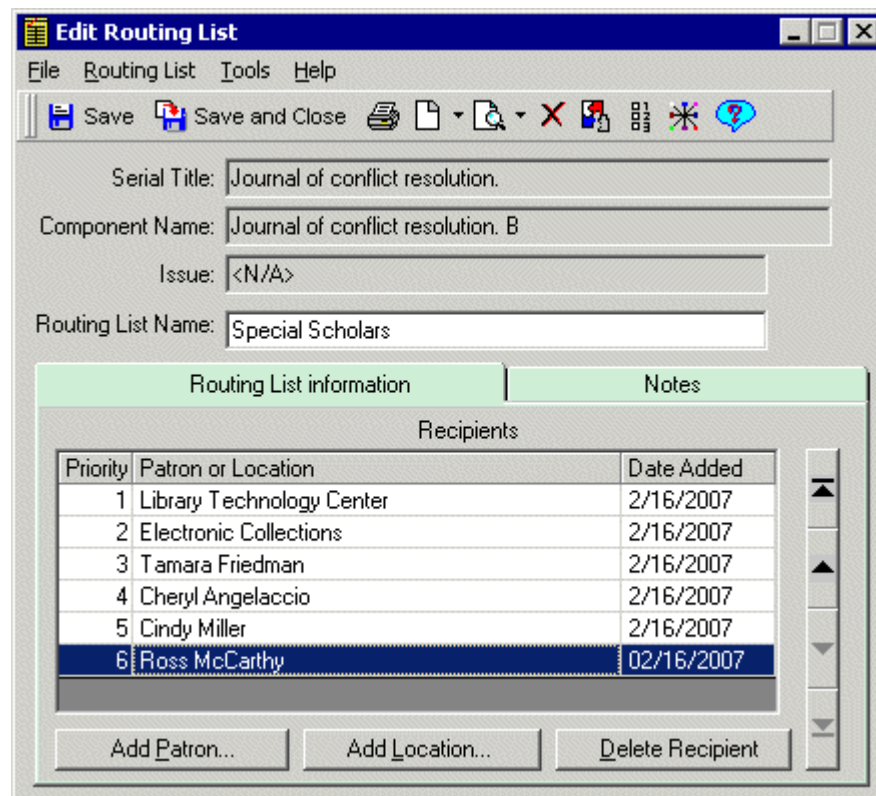 Edit Routing List
File Routing List Tools Help
Save Save and Close
Serial Title: Journal of conflict resolution.
Component Name: Journal of conflict resolution. B
Issue: <N/A>
Routing List Name: Special Scholars
Routing List information Notes
Recipients
Priority Patron or Location Date Added
1 Library Technology Center 2/16/2007
2 Electronic Collections 2/16/2007
3 Tamara Friedman 2/16/2007
4 Cheryl Angelaccio 2/16/2007
5 Cindy Miller 2/16/2007
6 Ross McCarthy 02/16/2007
Add Patron... Add Location... Delete Recipient